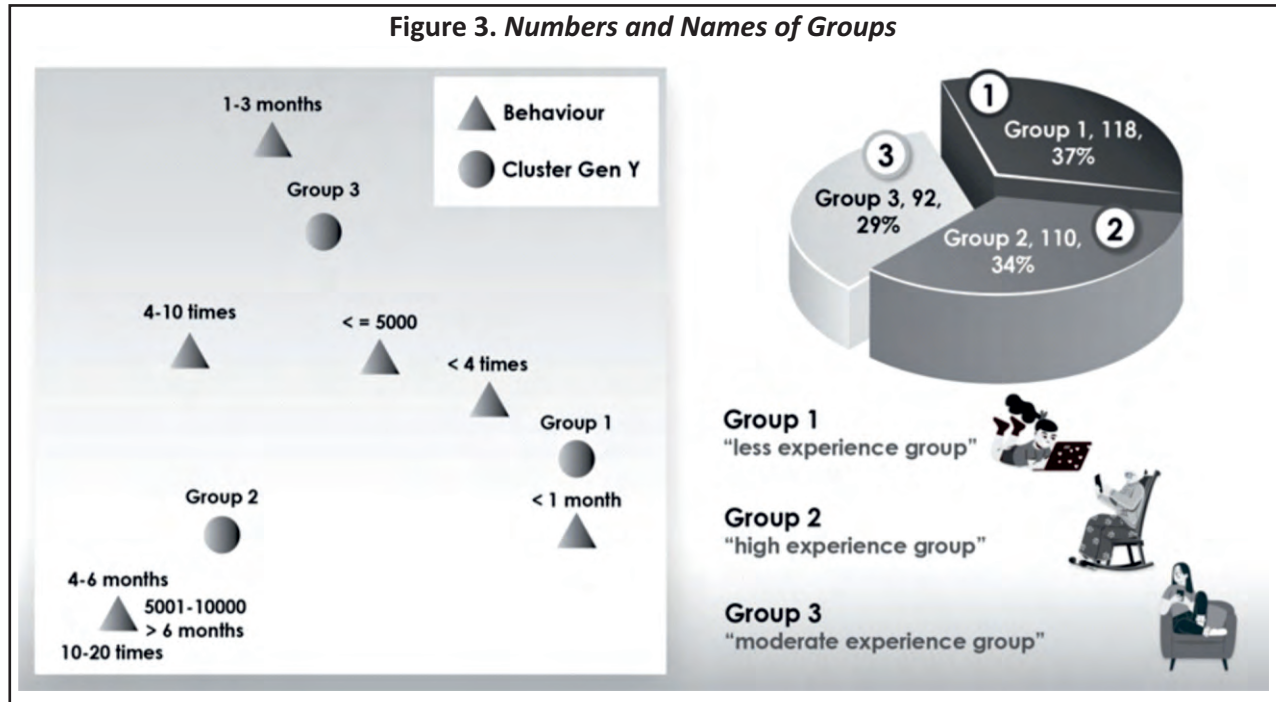 Figure 3. Numbers and Names of Groups
1-3 months
Group 3
4-10 times
< = 5000
< 4 times
Group 1
< 1 month
Group 2
4-6 months
5001-10000
> 6 months
10-20 times
Behaviour
Cluster Gen Y
1
Group 1, 118,
37%
3
Group 3, 92,
29%
2
Group 2, 110,
34%
Group 1
“less experience group”
Group 2
“high experience group”
Group 3
“moderate experience group”